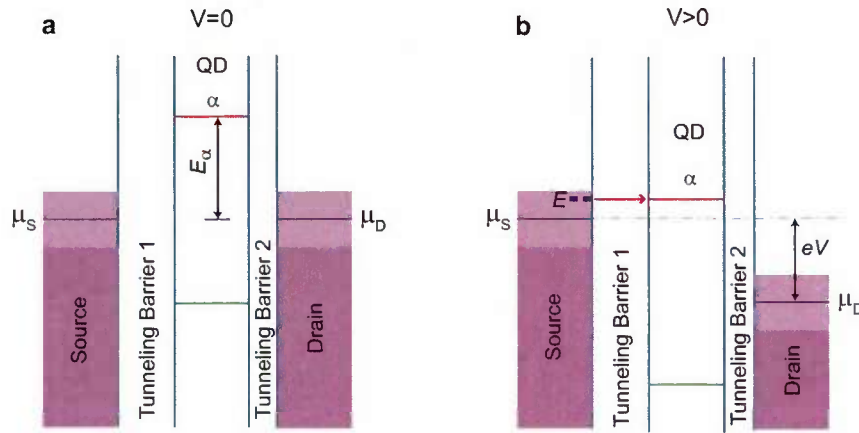 a
V=0
QD
α
Eα
μS
μD
Source
Tunneling Barrier 1
Tunneling Barrier 2
Drain
b
V>0
QD
α
E
μS
eV
μD
Source
Tunneling Barrier 1
Tunneling Barrier 2
Drain